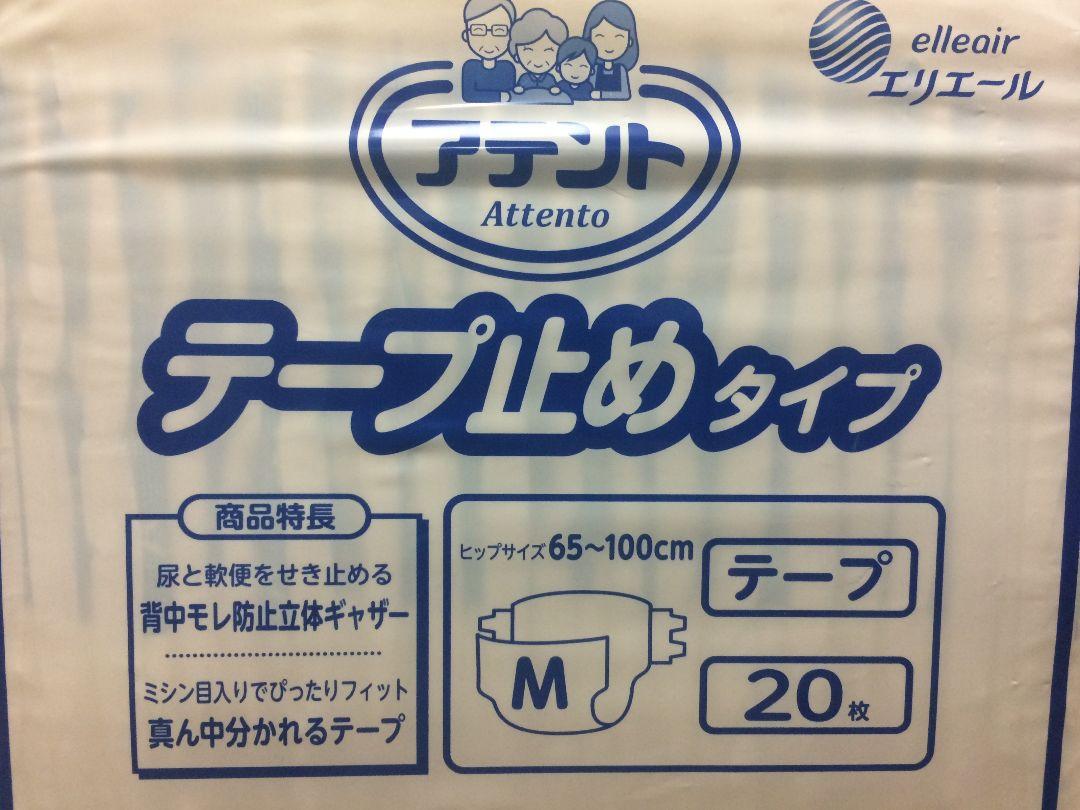 elleair
エリエール
アテント
Attento
テープ止めタイプ
商品特長
尿と軟便をせき止める
背中モレ防止立体ギャザー
ミシン目入りでぴったりフィット
真ん中分かれるテープ
ヒップサイズ65~100cm
テープ
M
20枚